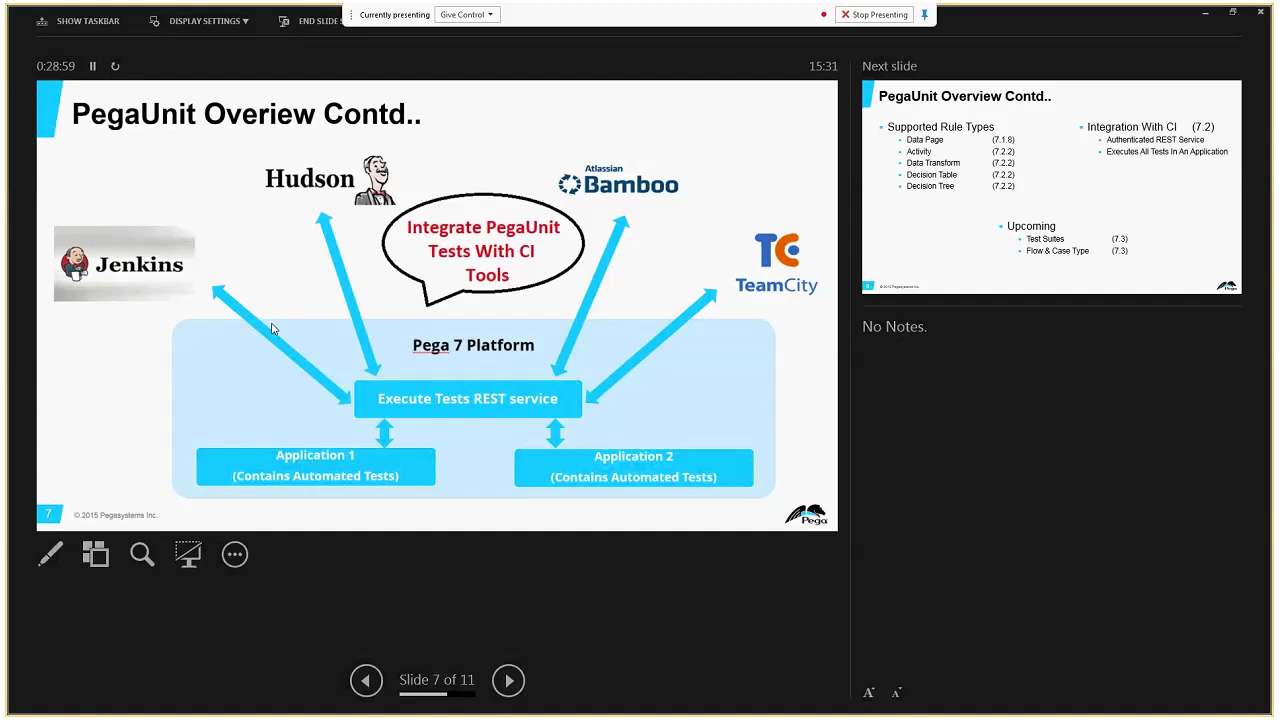 SHOW TASKBAR
DISPLAY SETTINGS ▼
END SLIDE S
Currently presenting
Give Control
Stop Presenting
0:28:59
15:31
PegaUnit Overiew Contd..
Hudson
Atlassian
Bamboo
Integrate PegaUnit
Tests With CI
Tools
Jenkins
TC
TeamCity
Pega 7 Platform
Execute Tests REST service
Application 1
(Contains Automated Tests)
Application 2
(Contains Automated Tests)
7
© 2015 Pegasystems Inc.
Pega
Slide 7 of 11
Next slide
PegaUnit Overview Contd..
Supported Rule Types
Data Page (7.1.8)
Activity (7.2.2)
Data Transform (7.2.2)
Decision Table (7.2.2)
Decision Tree (7.2.2)
Integration With CI (7.2)
Authenticated REST Service
Executes All Tests In An Application
Upcoming
Test Suites (7.3)
Flow & Case Type (7.3)
8
© 2015 Pegasystems Inc.
Pega
No Notes.
A
A